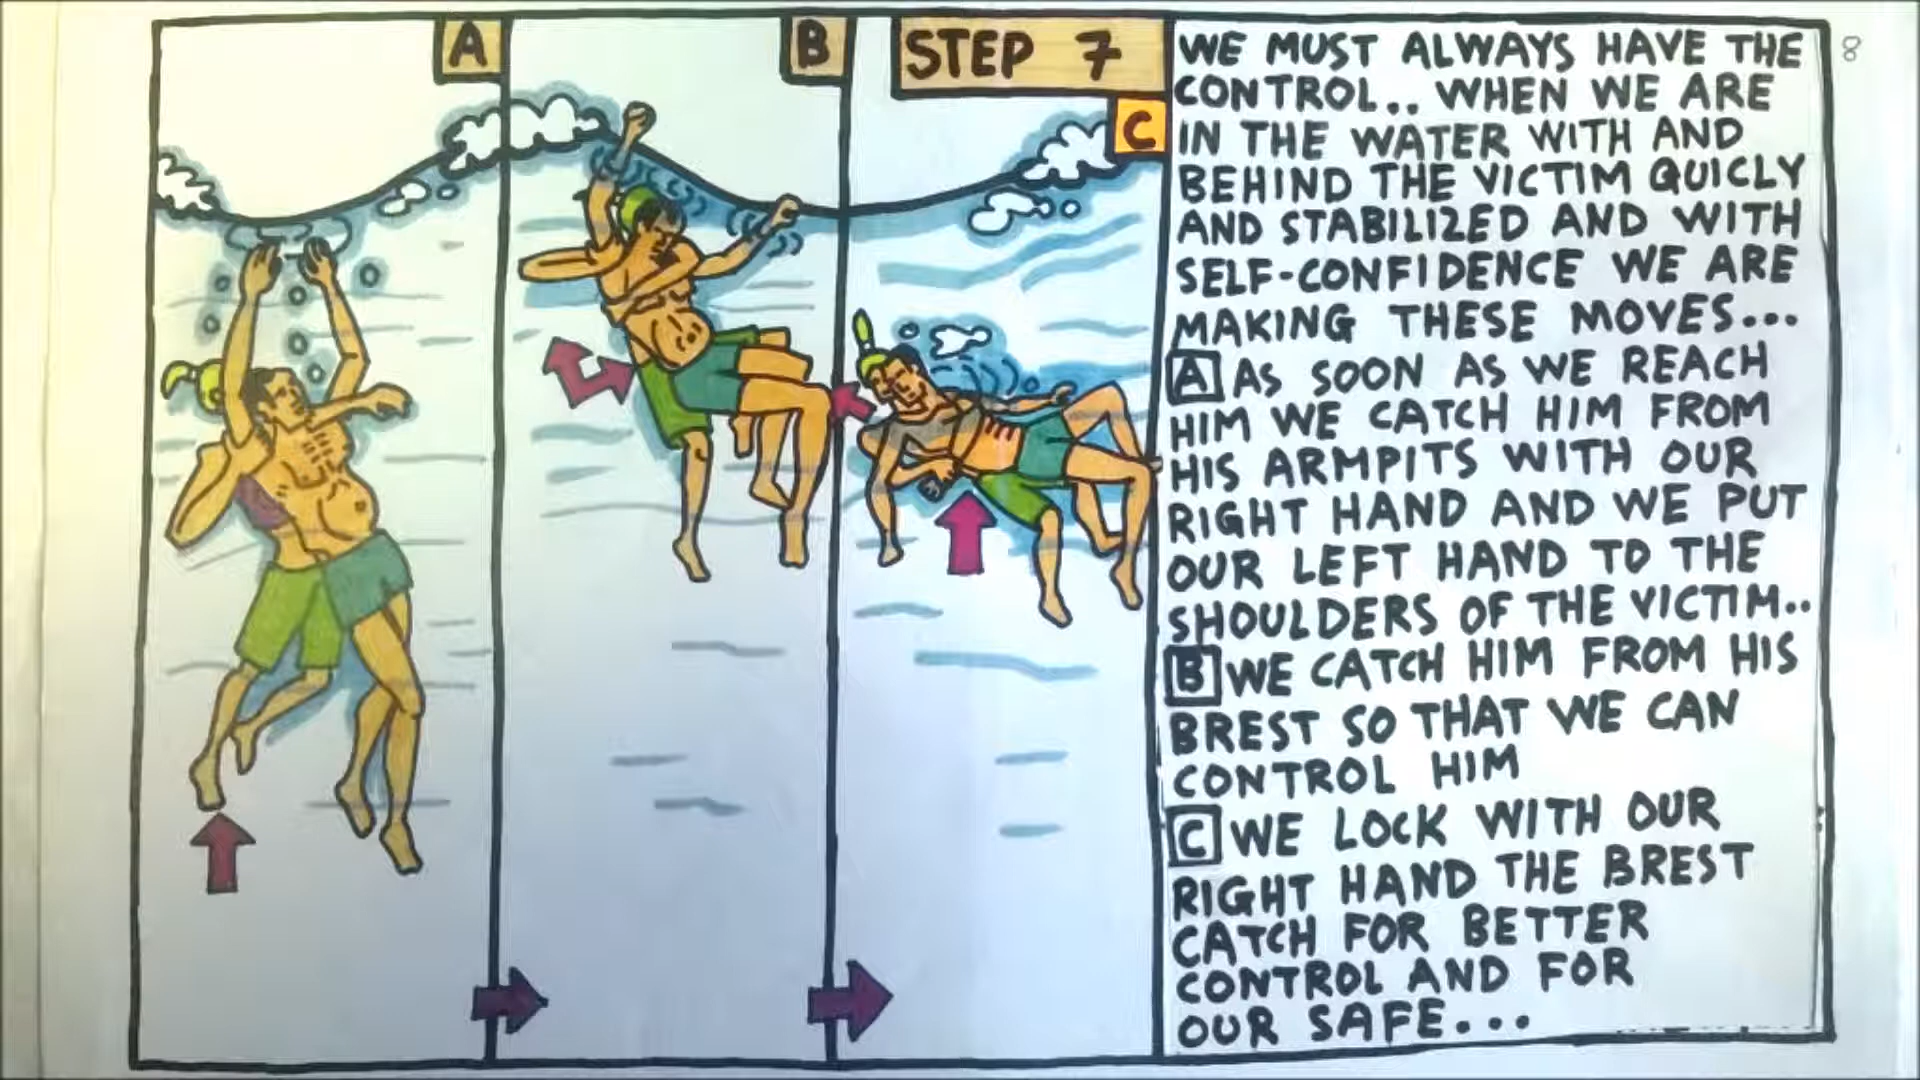 A
B
STEP 7
C
8
WE MUST ALWAYS HAVE THE
CONTROL.. WHEN WE ARE
IN THE WATER WITH AND
BEHIND THE VICTIM QUICLY
AND STABILIZED AND WITH
SELF-CONFIDENCE WE ARE
MAKING THESE MOVES...
A AS SOON AS WE REACH
HIM WE CATCH HIM FROM
HIS ARMPITS WITH OUR
RIGHT HAND AND WE PUT
OUR LEFT HAND TO THE
SHOULDERS OF THE VICTIM..
B WE CATCH HIM FROM HIS
BREST SO THAT WE CAN
CONTROL HIM
C WE LOCK WITH OUR
RIGHT HAND THE BREST
CATCH FOR BETTER
CONTROL AND FOR
OUR SAFE...